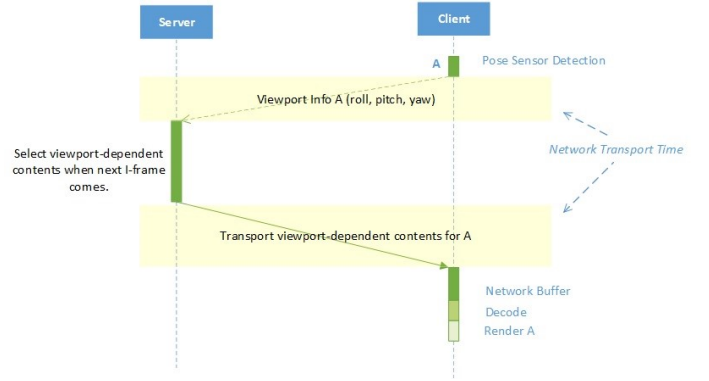 Server
Client
A
Pose Sensor Detection
Viewport Info A (roll, pitch, yaw)
Select viewport-dependent
contents when next I-frame
comes.
Network Transport Time
Transport viewport-dependent contents for A
Network Buffer
Decode
Render A